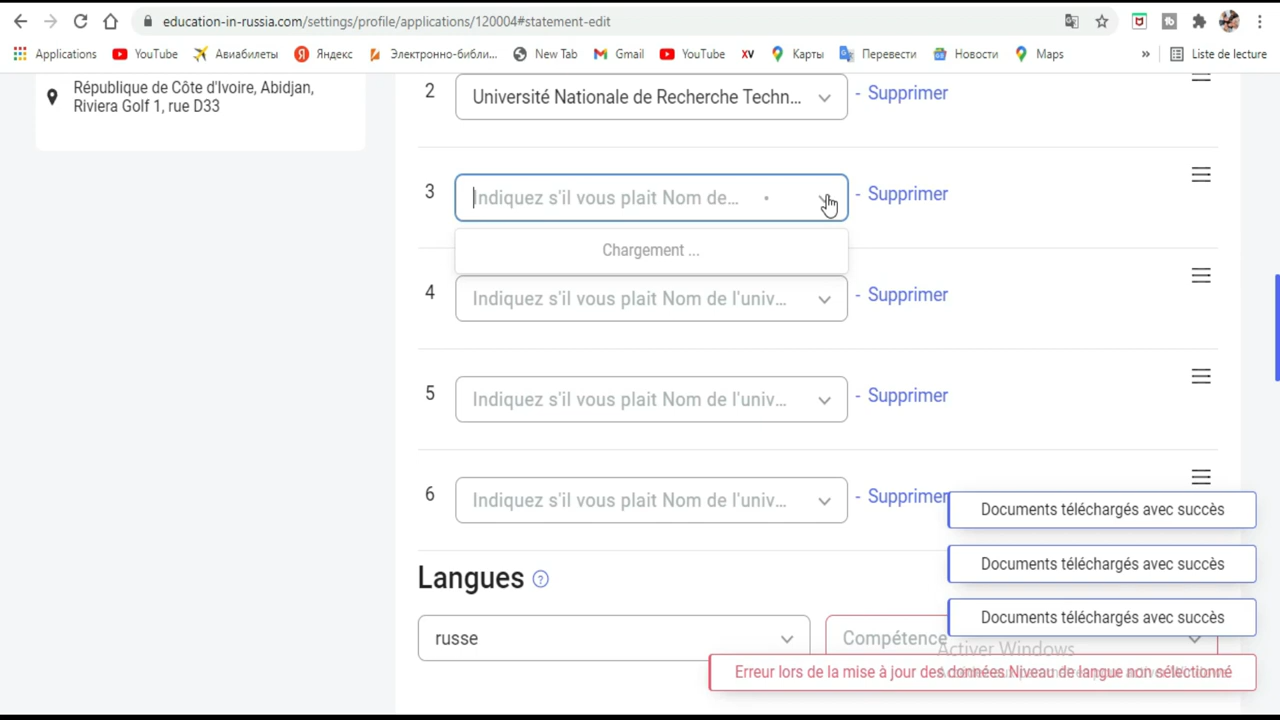 education-in-russia.com/settings/profile/applications/120004#statement-edit
Applications YouTube Авиабилеты Яндекс Электронно-библи... New Tab Gmail YouTube Карты Перевести Новости Maps » Liste de lecture
République de Côte d'Ivoire, Abidjan,
Riviera Golf 1, rue D33
2 Université Nationale de Recherche Techn... - Supprimer
3 Indiquez s'il vous plait Nom de... - Supprimer
Chargement ...
4 Indiquez s'il vous plait Nom de l'univ... - Supprimer
5 Indiquez s'il vous plait Nom de l'univ... - Supprimer
6 Indiquez s'il vous plait Nom de l'univ... - Supprimer
Documents téléchargés avec succès
Documents téléchargés avec succès
Documents téléchargés avec succès
Langues ?
russe
Compétence
Activer Windows
Erreur lors de la mise à jour des données Niveau de langue non sélectionné